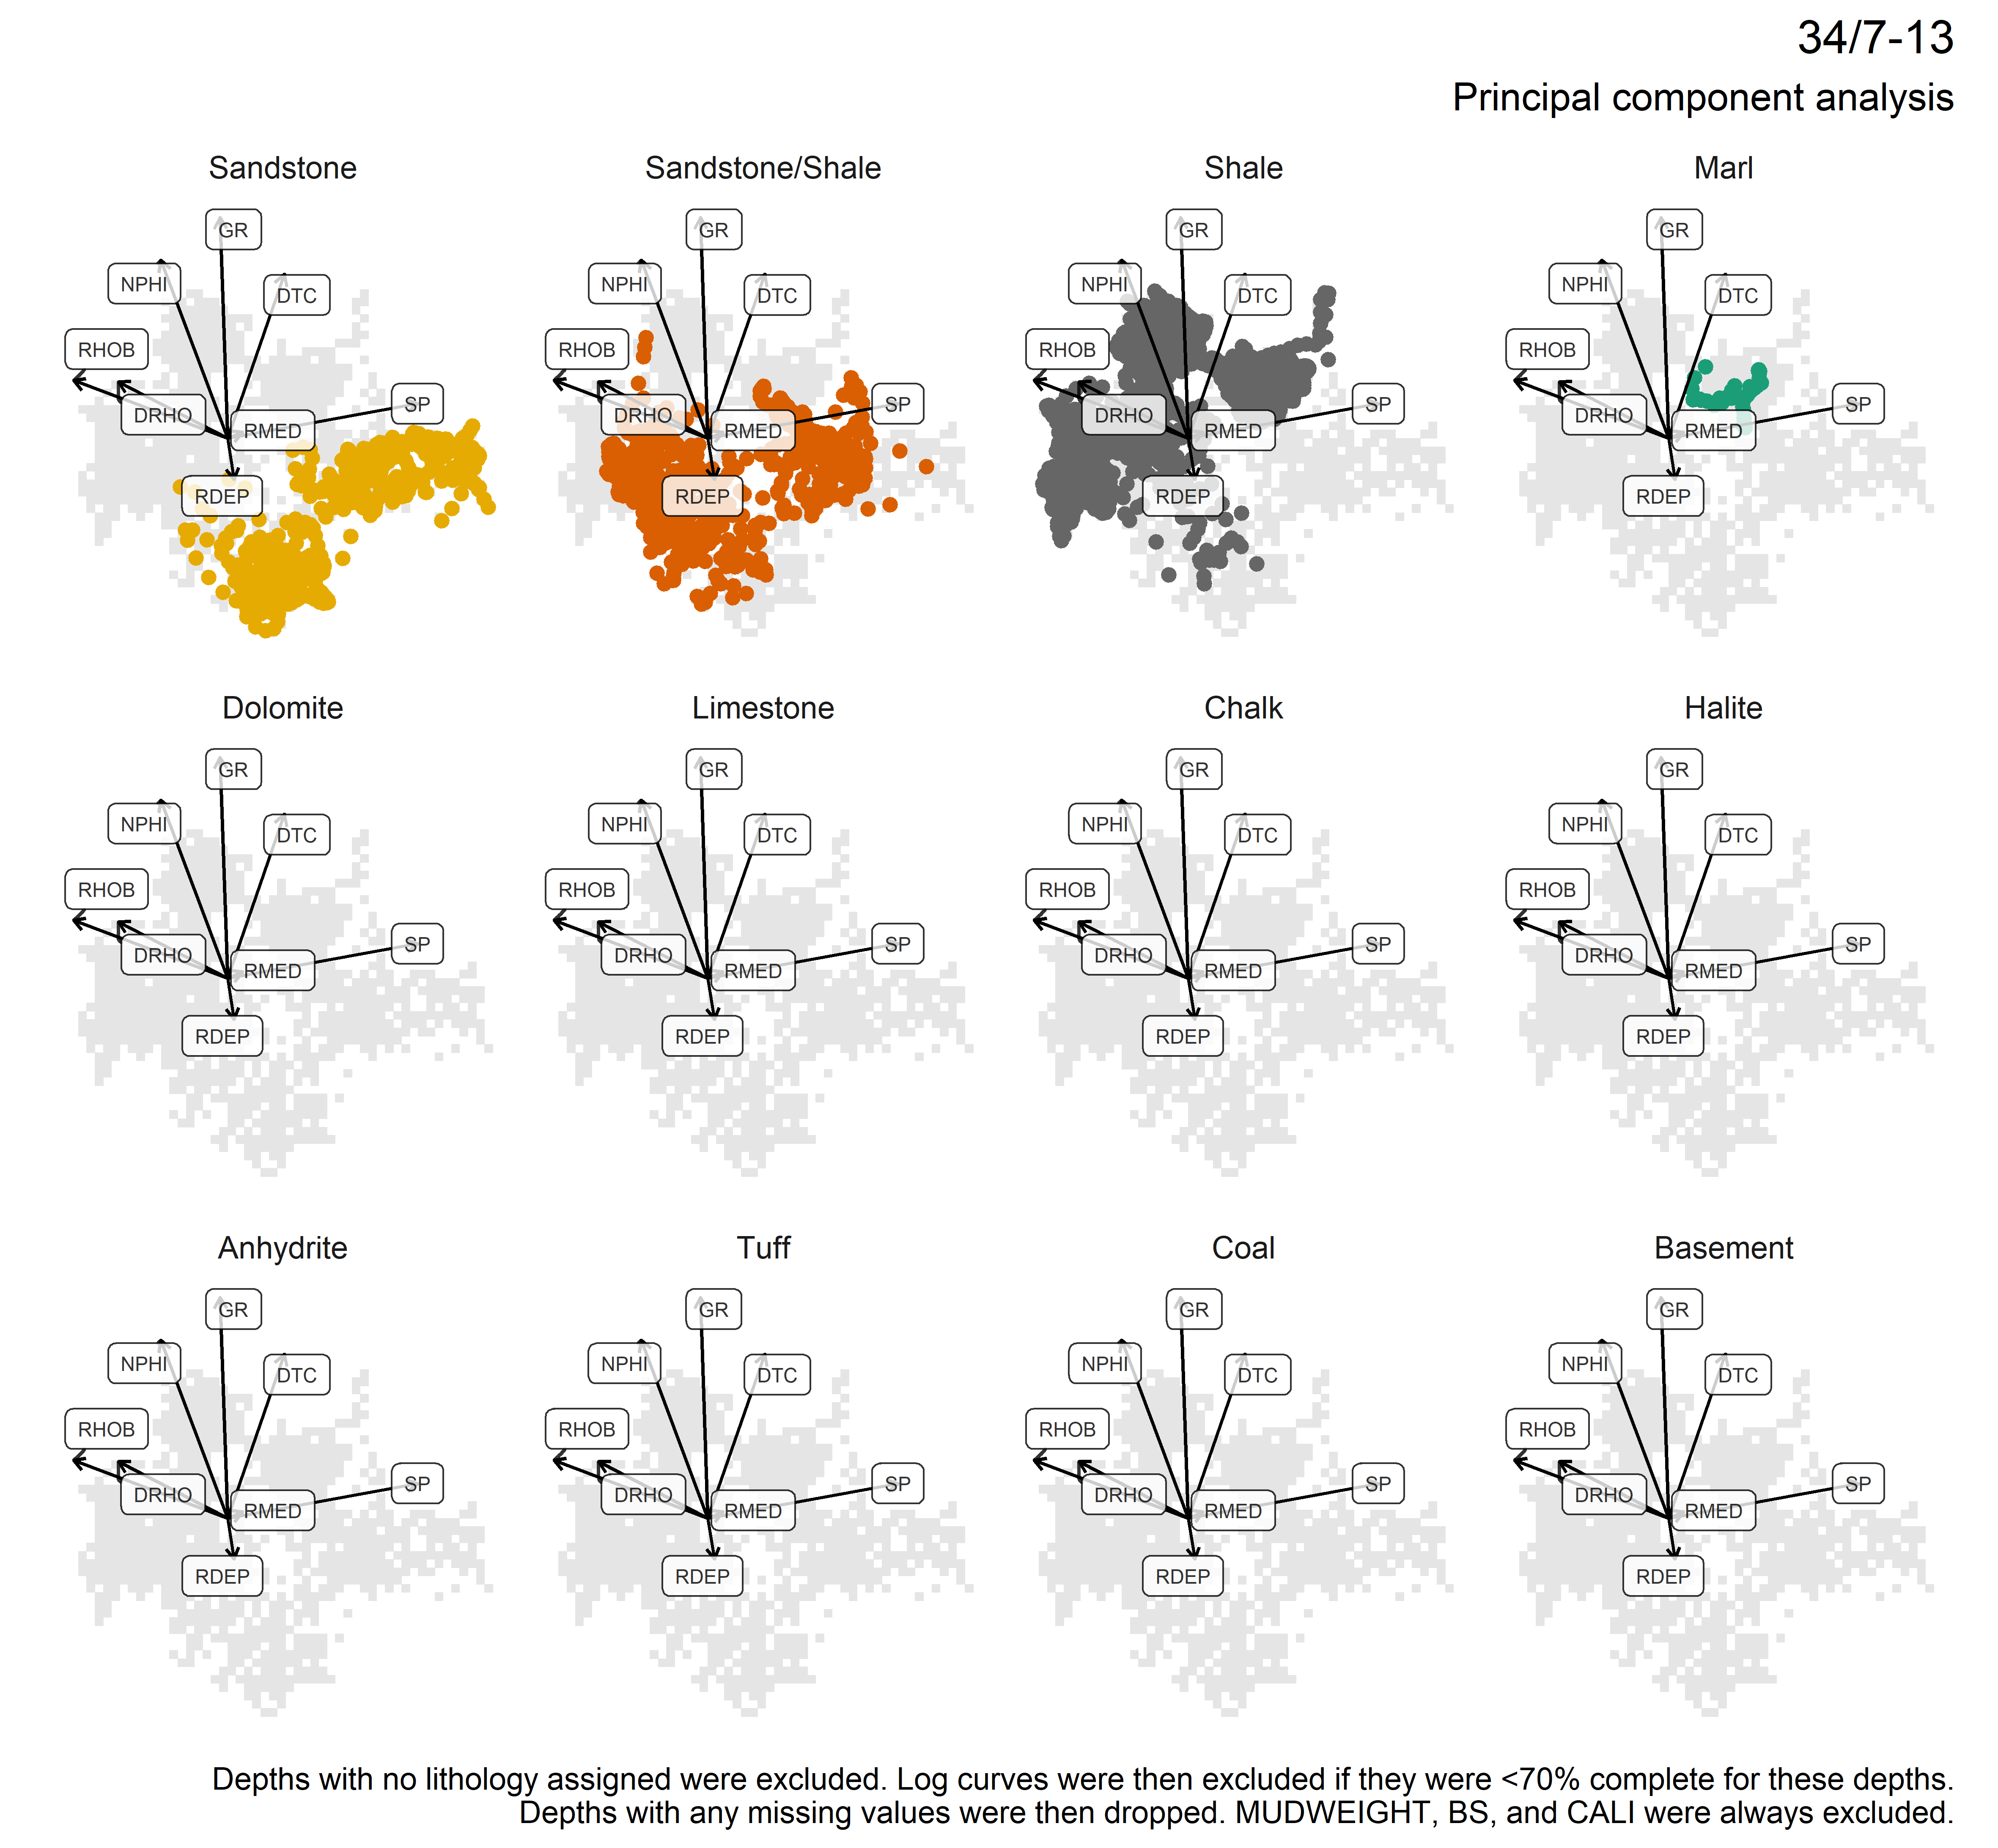 34/7-13
Principal component analysis
Sandstone
GR
NPHI
DTC
RHOB
SP
DRHO
RMED
RDEP
Sandstone/Shale
GR
NPHI
DTC
RHOB
SP
DRHO
RMED
RDEP
Shale
GR
NPHI
DTC
RHOB
SP
DRHO
RMED
RDEP
Marl
GR
NPHI
DTC
RHOB
SP
DRHO
RMED
RDEP
Dolomite
GR
NPHI
DTC
RHOB
SP
DRHO
RMED
RDEP
Limestone
GR
NPHI
DTC
RHOB
SP
DRHO
RMED
RDEP
Chalk
GR
NPHI
DTC
RHOB
SP
DRHO
RMED
RDEP
Halite
GR
NPHI
DTC
RHOB
SP
DRHO
RMED
RDEP
Anhydrite
GR
NPHI
DTC
RHOB
SP
DRHO
RMED
RDEP
Tuff
GR
NPHI
DTC
RHOB
SP
DRHO
RMED
RDEP
Coal
GR
NPHI
DTC
RHOB
SP
DRHO
RMED
RDEP
Basement
GR
NPHI
DTC
RHOB
SP
DRHO
RMED
RDEP
Depths with no lithology assigned were excluded. Log curves were then excluded if they were <70% complete for these depths.
Depths with any missing values were then dropped. MUDWEIGHT, BS, and CALI were always excluded.